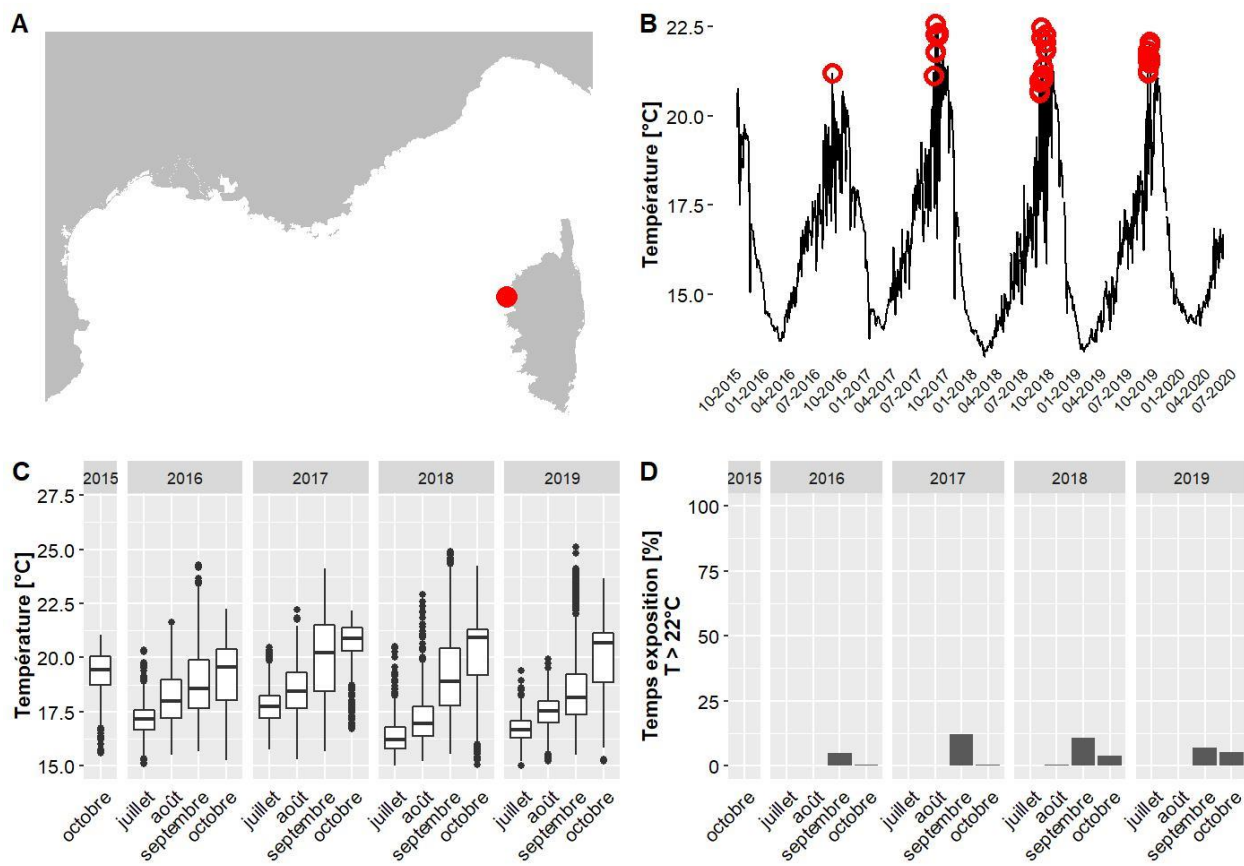 A
B
Température [°C]
22.5
20.0
17.5
15.0
10-2015
01-2016
04-2016
07-2016
10-2016
01-2017
04-2017
07-2017
10-2017
01-2018
04-2018
07-2018
10-2018
01-2019
04-2019
07-2019
10-2019
01-2020
04-2020
07-2020
C
2015
2016
2017
2018
2019
Température [°C]
27.5
25.0
22.5
20.0
17.5
15.0
octobre
juillet
août
septembre
octobre
juillet
août
septembre
octobre
juillet
août
septembre
octobre
juillet
août
septembre
octobre
D
2015
2016
2017
2018
2019
Temps exposition [%]
T > 22°C
100
75
50
25
0
octobre
juillet
août
septembre
octobre
juillet
août
septembre
octobre
juillet
août
septembre
octobre
juillet
août
septembre
octobre